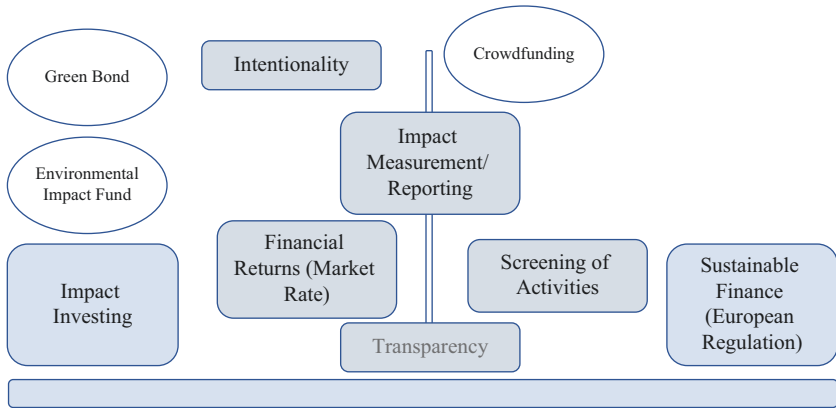 Green Bond
Intentionality
Crowdfunding
Environmental
Impact Fund
Impact
Measurement/
Reporting
Impact
Investing
Financial
Returns (Market
Rate)
Screening of
Activities
Sustainable
Finance
(European
Regulation)
Transparency